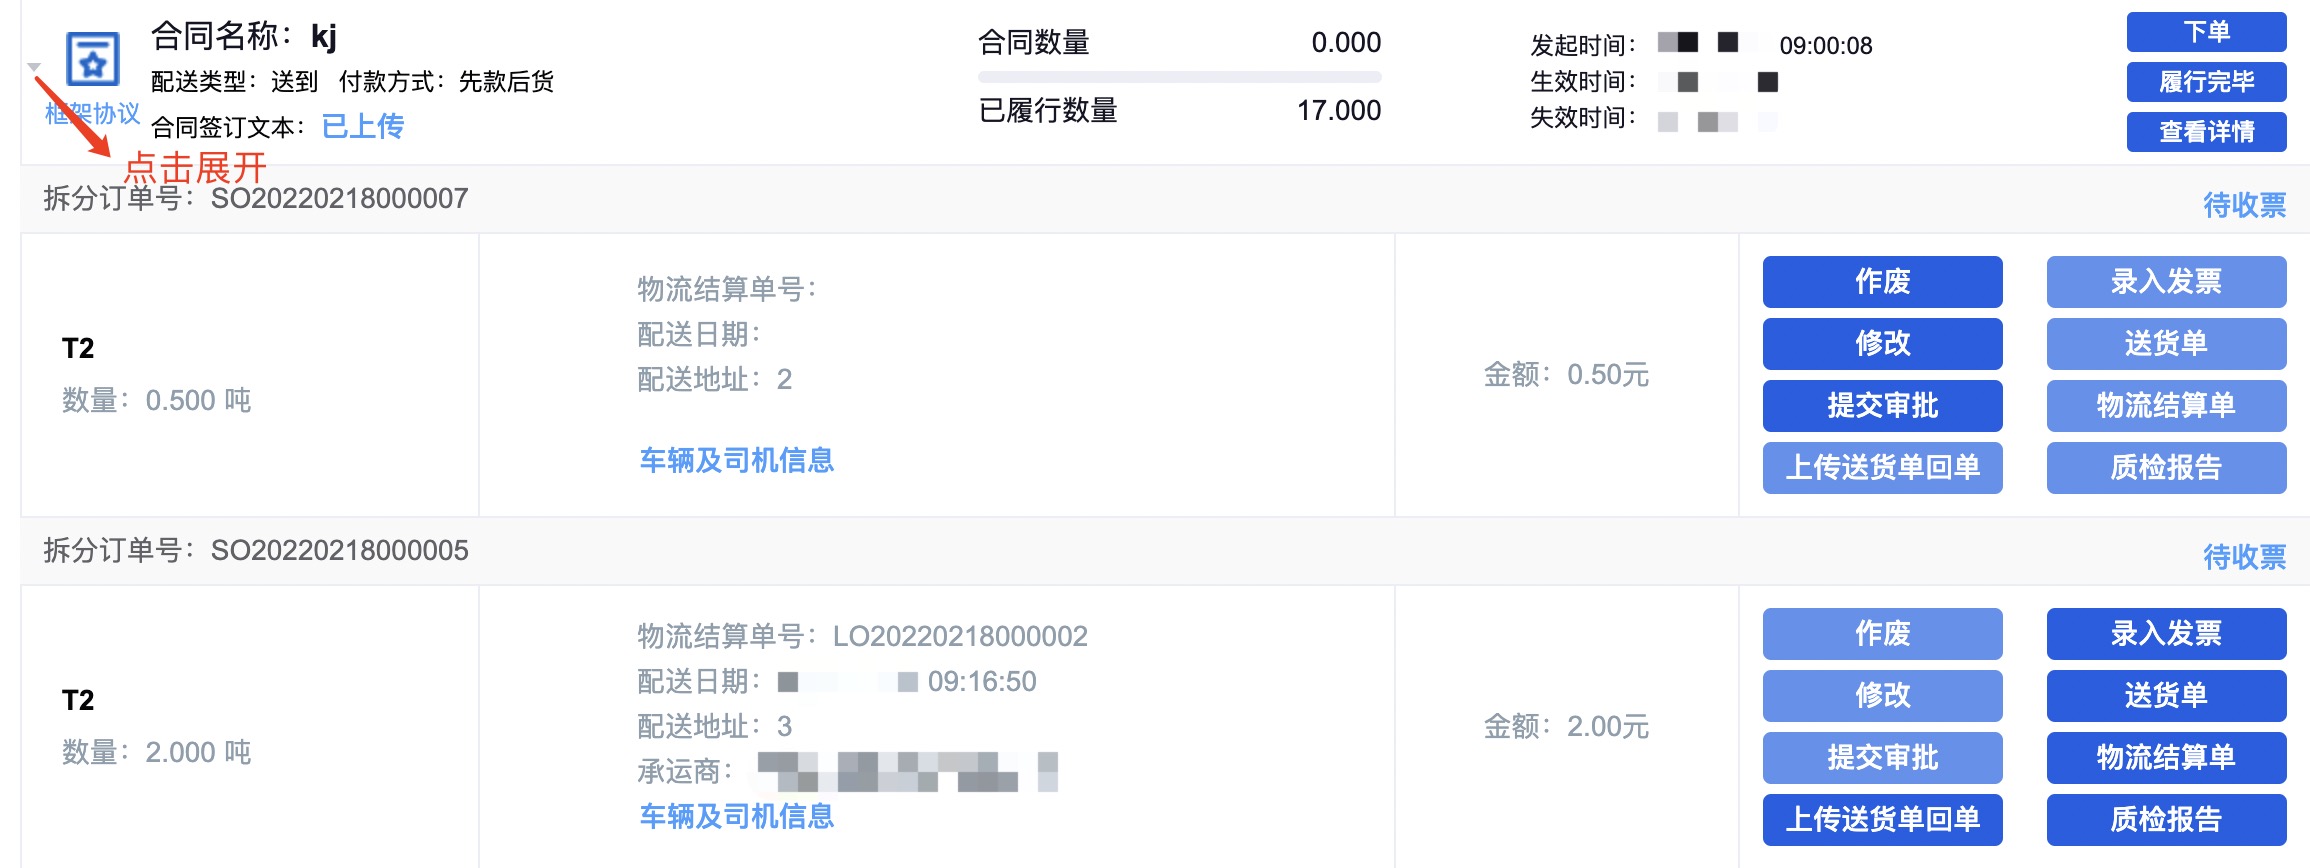 合同名称：kj
配送类型：送到 付款方式：先款后货
框架协议
合同签订文本：已上传
点击展开
合同数量 0.000
已履行数量 17.000
发起时间： 09:00:08
生效时间：
失效时间：
下单
履行完毕
查看详情
拆分订单号：SO20220218000007
待收票
T2
数量：0.500 吨
物流结算单号：
配送日期：
配送地址：2
车辆及司机信息
金额：0.50元
作废 录入发票
修改 送货单
提交审批 物流结算单
上传送货单回单 质检报告
拆分订单号：SO20220218000005
待收票
T2
数量：2.000 吨
物流结算单号：LO20220218000002
配送日期： 09:16:50
配送地址：3
承运商：
车辆及司机信息
金额：2.00元
作废 录入发票
修改 送货单
提交审批 物流结算单
上传送货单回单 质检报告